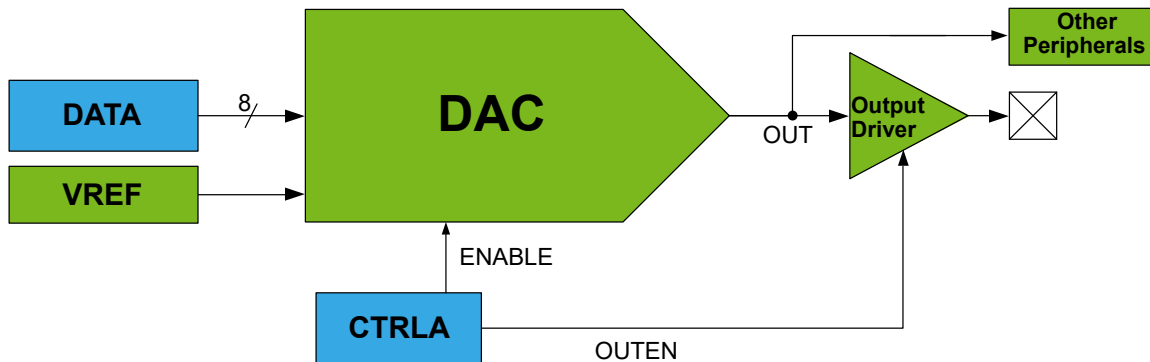 Other
Peripherals
8
DATA
DAC
Output
Driver
OUT
VREF
ENABLE
CTRLA
OUTEN